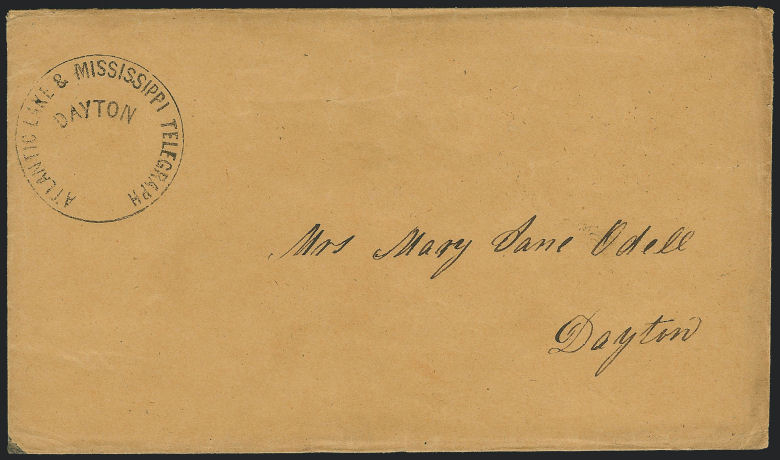 ATLANTIC LAKE & MISSISSIPPI TELEGRAPH
DAYTON
Mrs Mary Jane Odell
Dayton